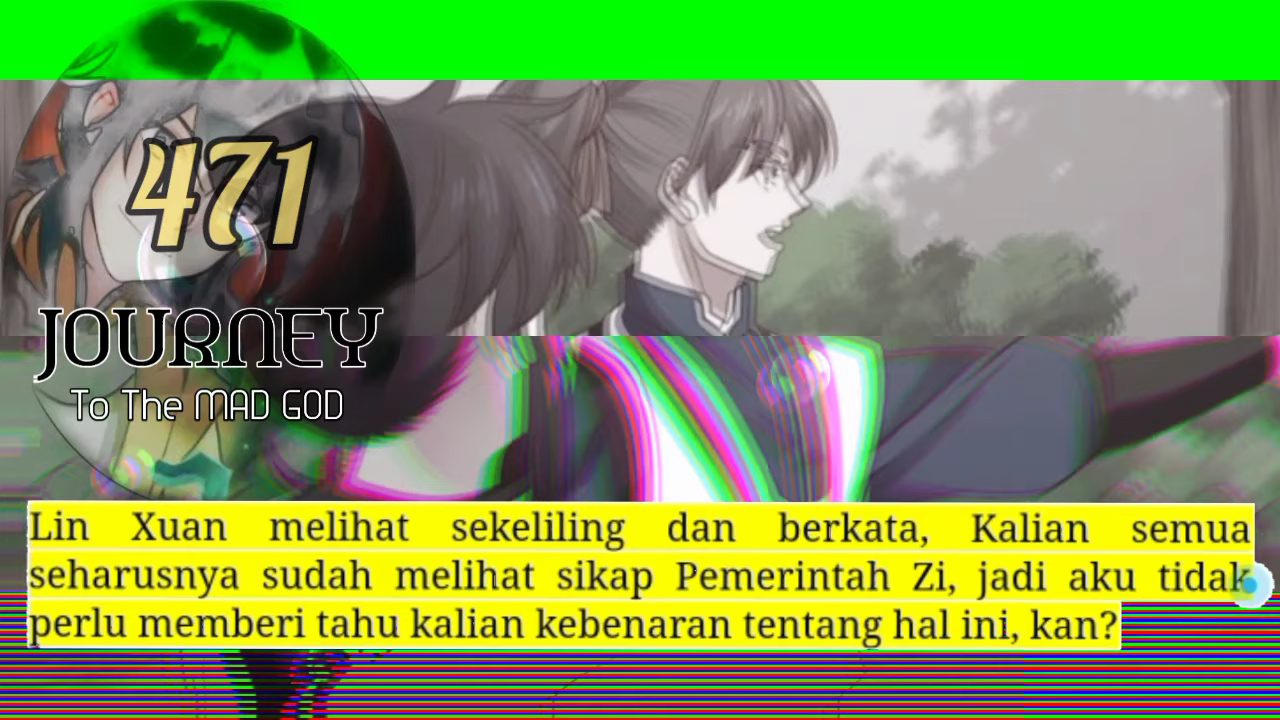 471
JOURNEY
To The MAD GOD
Lin Xuan melihat sekeliling dan berkata, Kalian semua
seharusnya sudah melihat sikap Pemerintah Zi, jadi aku tidak
perlu memberi tahu kalian kebenaran tentang hal ini, kan?